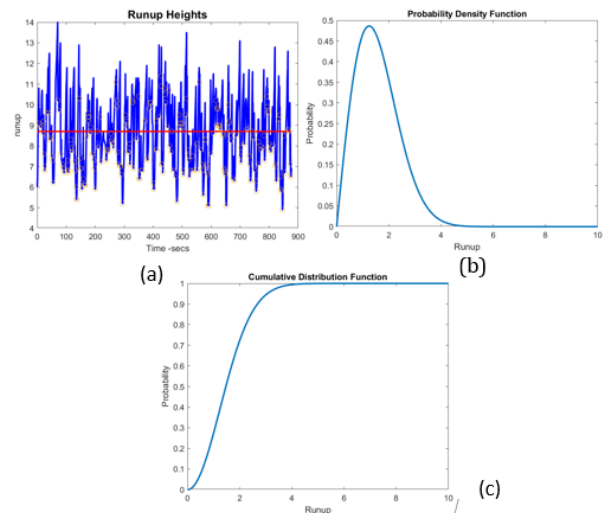 Runup Heights
14
13
12
11
10
9
8
7
6
5
4
runup
0 100 200 300 400 500 600 700 800 900
Time -secs
(a)
Probability Density Function
0.5
0.45
0.4
0.35
0.3
0.25
0.2
0.15
0.1
0.05
0
Probability
0 2 4 6 8 10
Runup
(b)
Cumulative Distribution Function
1
0.9
0.8
0.7
0.6
0.5
0.4
0.3
0.2
0.1
0
Probability
0 2 4 6 8 10
Runup
(c)